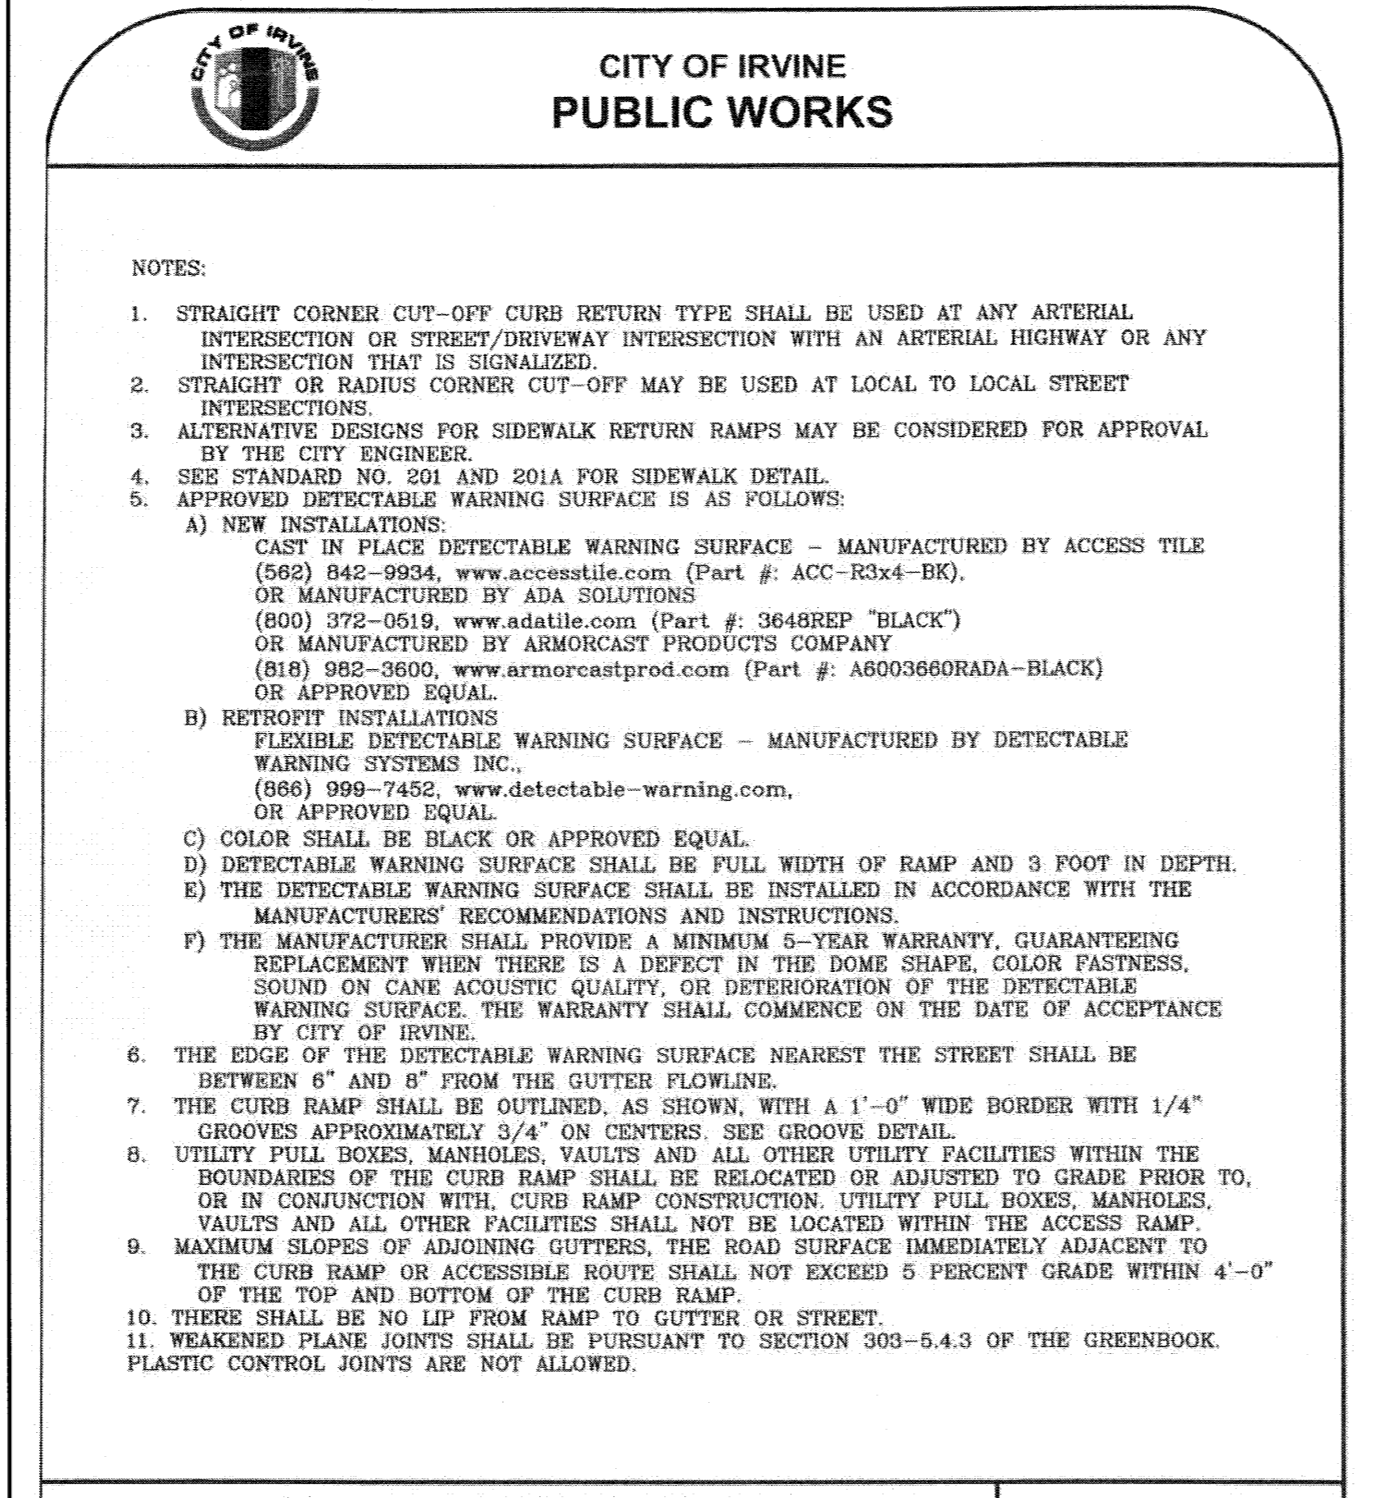 CITY OF IRVINE
CITY OF IRVINE
PUBLIC WORKS
NOTES:
1. STRAIGHT CORNER CUT-OFF CURB RETURN TYPE SHALL BE USED AT ANY ARTERIAL
INTERSECTION OR STREET/DRIVEWAY INTERSECTION WITH AN ARTERIAL HIGHWAY OR ANY
INTERSECTION THAT IS SIGNALIZED.
2. STRAIGHT OR RADIUS CORNER CUT-OFF MAY BE USED AT LOCAL TO LOCAL STREET
INTERSECTIONS.
3. ALTERNATIVE DESIGNS FOR SIDEWALK RETURN RAMPS MAY BE CONSIDERED FOR APPROVAL
BY THE CITY ENGINEER.
4. SEE STANDARD NO. 201 AND 201A FOR SIDEWALK DETAIL.
5. APPROVED DETECTABLE WARNING SURFACE IS AS FOLLOWS:
A) NEW INSTALLATIONS:
CAST IN PLACE DETECTABLE WARNING SURFACE - MANUFACTURED BY ACCESS TILE
(562) 842-9934, www.accesstile.com (Part #: ACC-R3x4-BK),
OR MANUFACTURED BY ADA SOLUTIONS
(800) 372-0519, www.adatile.com (Part #: 3648REP "BLACK")
OR MANUFACTURED BY ARMORCAST PRODUCTS COMPANY
(818) 982-3600, www.armorcastprod.com (Part #: A6003660RADA-BLACK)
OR APPROVED EQUAL.
B) RETROFIT INSTALLATIONS
FLEXIBLE DETECTABLE WARNING SURFACE - MANUFACTURED BY DETECTABLE
WARNING SYSTEMS INC.,
(866) 999-7452, www.detectable-warning.com,
OR APPROVED EQUAL.
C) COLOR SHALL BE BLACK OR APPROVED EQUAL.
D) DETECTABLE WARNING SURFACE SHALL BE FULL WIDTH OF RAMP AND 3 FOOT IN DEPTH.
E) THE DETECTABLE WARNING SURFACE SHALL BE INSTALLED IN ACCORDANCE WITH THE
MANUFACTURERS' RECOMMENDATIONS AND INSTRUCTIONS.
F) THE MANUFACTURER SHALL PROVIDE A MINIMUM 5-YEAR WARRANTY, GUARANTEEING
REPLACEMENT WHEN THERE IS A DEFECT IN THE DOME SHAPE, COLOR FASTNESS,
SOUND ON CANE ACOUSTIC QUALITY, OR DETERIORATION OF THE DETECTABLE
WARNING SURFACE. THE WARRANTY SHALL COMMENCE ON THE DATE OF ACCEPTANCE
BY CITY OF IRVINE.
6. THE EDGE OF THE DETECTABLE WARNING SURFACE NEAREST THE STREET SHALL BE
BETWEEN 6" AND 8" FROM THE GUTTER FLOWLINE.
7. THE CURB RAMP SHALL BE OUTLINED, AS SHOWN, WITH A 1'-0" WIDE BORDER WITH 1/4"
GROOVES APPROXIMATELY 3/4" ON CENTERS. SEE GROOVE DETAIL.
8. UTILITY PULL BOXES, MANHOLES, VAULTS AND ALL OTHER UTILITY FACILITIES WITHIN THE
BOUNDARIES OF THE CURB RAMP SHALL BE RELOCATED OR ADJUSTED TO GRADE PRIOR TO,
OR IN CONJUNCTION WITH, CURB RAMP CONSTRUCTION. UTILITY PULL BOXES, MANHOLES,
VAULTS AND ALL OTHER FACILITIES SHALL NOT BE LOCATED WITHIN THE ACCESS RAMP.
9. MAXIMUM SLOPES OF ADJOINING GUTTERS, THE ROAD SURFACE IMMEDIATELY ADJACENT TO
THE CURB RAMP OR ACCESSIBLE ROUTE SHALL NOT EXCEED 5 PERCENT GRADE WITHIN 4'-0"
OF THE TOP AND BOTTOM OF THE CURB RAMP.
10. THERE SHALL BE NO LIP FROM RAMP TO GUTTER OR STREET.
11. WEAKENED PLANE JOINTS SHALL BE PURSUANT TO SECTION 303-5.4.3 OF THE GREENBOOK.
PLASTIC CONTROL JOINTS ARE NOT ALLOWED.